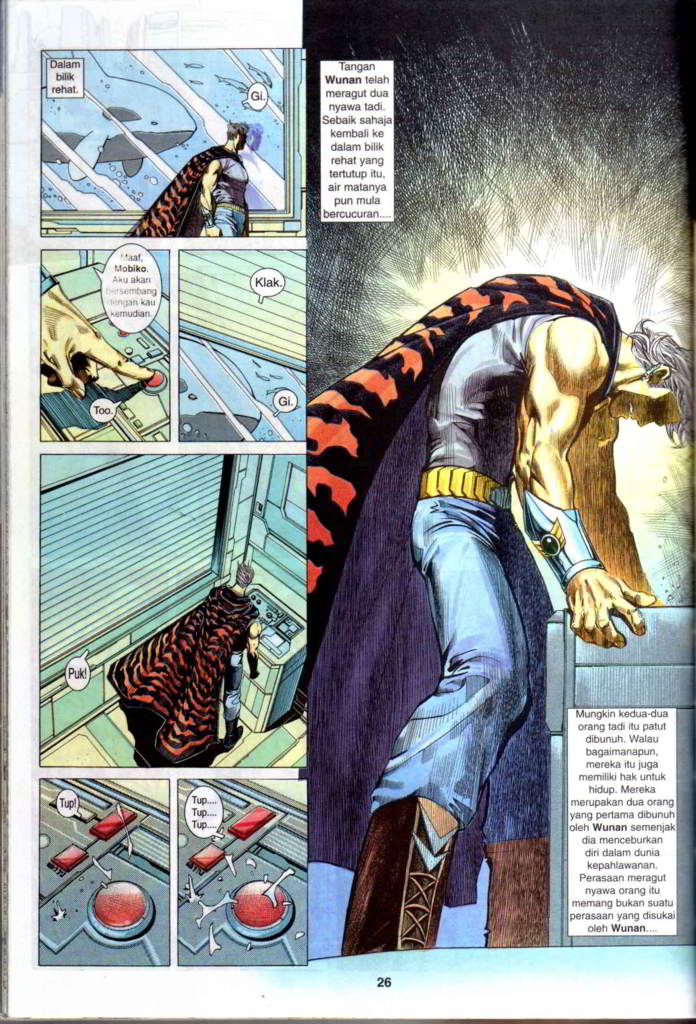 Dalam
bilik
rehat.
Gi.
Maaf,
Mobiko.
Aku akan
bersembang
dengan kau
kemudian.
Too.
Klak.
Gi.
Puk!
Tup!
Tup....
Tup....
Tup....
Tangan
Wunan telah
meragut dua
nyawa tadi.
Sebaik sahaja
kembali ke
dalam bilik
rehat yang
tertutup itu,
air matanya
pun mula
bercucuran....
Mungkin kedua-dua
orang tadi itu patut
dibunuh. Walau
bagaimanapun,
mereka itu juga
memiliki hak untuk
hidup. Mereka
merupakan dua orang
yang pertama dibunuh
oleh Wunan semenjak
dia menceburkan
diri dalam dunia
kepahlawanan.
Perasaan meragut
nyawa orang itu
memang bukan suatu
perasaan yang disukai
oleh Wunan....
26